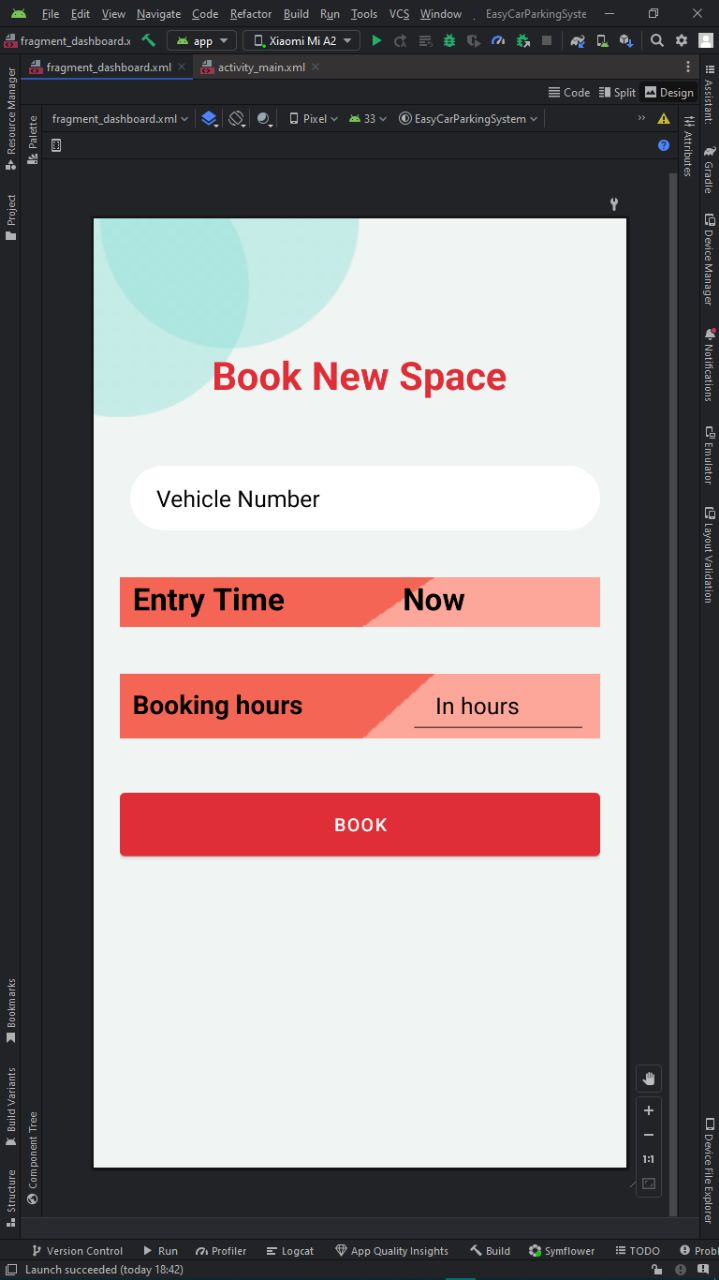 File Edit View Navigate Code Refactor Build Run Tools VCS Window EasyCarParkingSyste
fragment_dashboard.x app Xiaomi Mi A2
fragment_dashboard.xml activity_main.xml
Code Split Design
fragment_dashboard.xml Pixel 33 EasyCarParkingSystem
Resource Manager
Project
Bookmarks
Build Variants
Structure
Palette
Component Tree
Book New Space
Vehicle Number
Entry Time Now
Booking hours In hours
BOOK
1:1
Attributes
Assistant:
Gradle
Device Manager
Notifications
Emulator
Layout Validation
Device File Explorer
Version Control Run Profiler Logcat App Quality Insights Build Symflower TODO Probl
Launch succeeded (today 18:42)